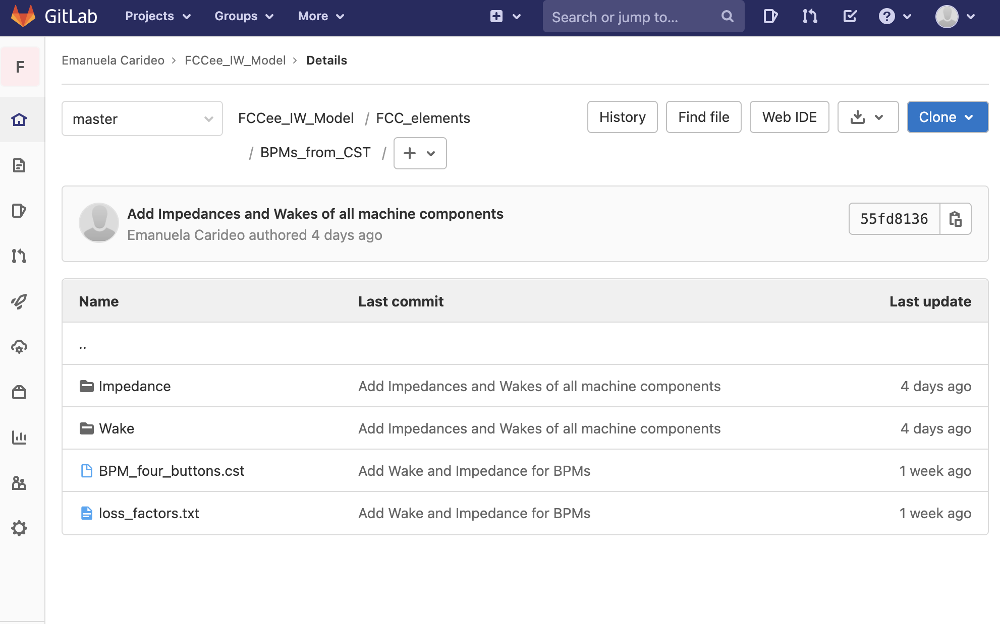 GitLab Projects Groups More Search or jump to...
F
Emanuela Carideo > FCCee_IW_Model > Details
master
FCCee_IW_Model / FCC_elements
/ BPMs_from_CST /
History Find file Web IDE Clone
Add Impedances and Wakes of all machine components
Emanuela Carideo authored 4 days ago
55fd8136
Name Last commit Last update
..
Impedance Add Impedances and Wakes of all machine components 4 days ago
Wake Add Impedances and Wakes of all machine components 4 days ago
BPM_four_buttons.cst Add Wake and Impedance for BPMs 1 week ago
loss_factors.txt Add Wake and Impedance for BPMs 1 week ago